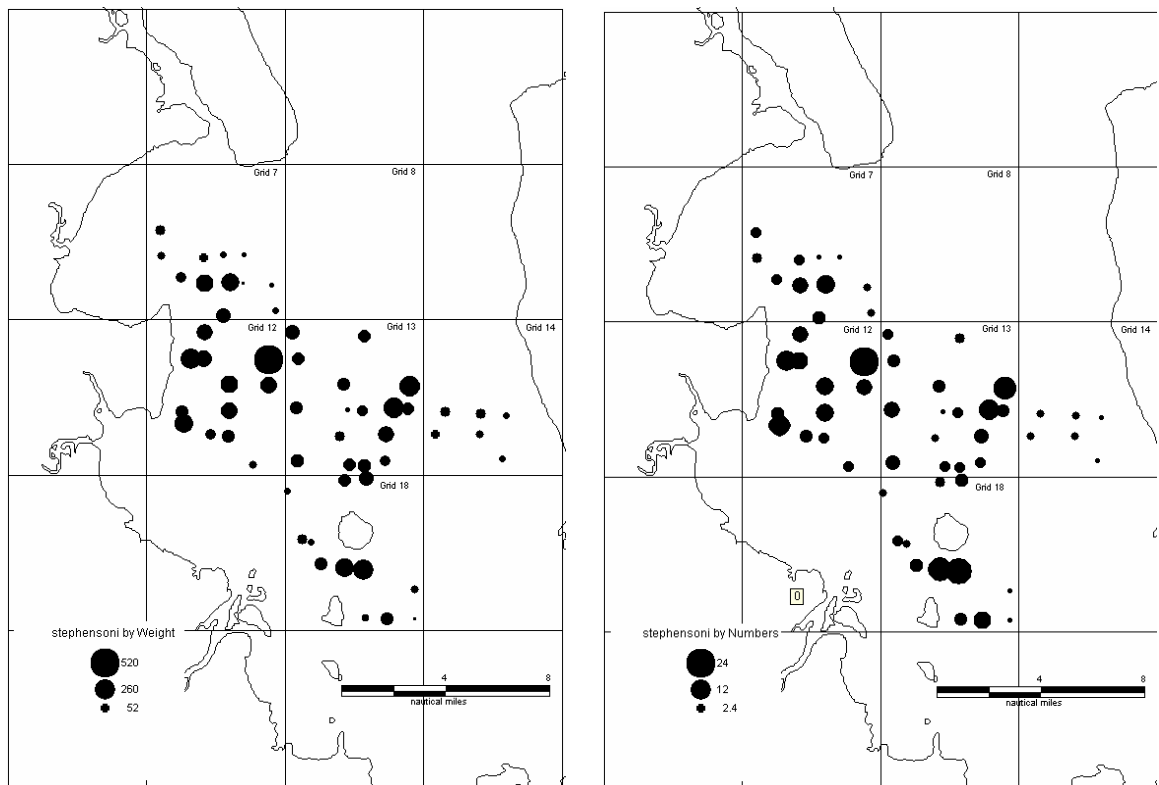 Grid 7
Grid 8
Grid 12
Grid 13
Grid 14
Grid 18
stephensoni by Weight
520
260
52
0 4 8
nautical miles
Grid 7
Grid 8
Grid 12
Grid 13
Grid 14
Grid 18
0
stephensoni by Numbers
24
12
2.4
0 4 8
nautical miles